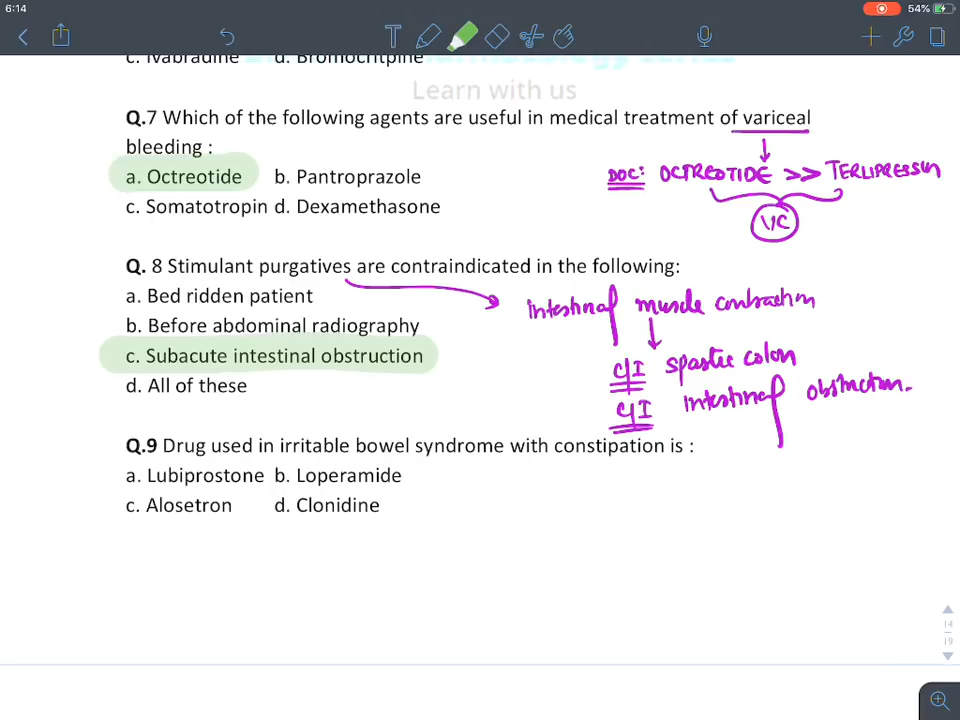 6:14
54%
c. Ivabradine d. Bromocritpine
Learn with us
Q.7 Which of the following agents are useful in medical treatment of variceal
bleeding :
a. Octreotide b. Pantroprazole
DOC: OCTREOTIDE >> TERLIPRESSIN
c. Somatotropin d. Dexamethasone
VC
Q. 8 Stimulant purgatives are contraindicated in the following:
a. Bed ridden patient
intestinal muscle contraction
b. Before abdominal radiography
c. Subacute intestinal obstruction
C/I spastic colon
d. All of these
C/I intestinal obstruction.
Q.9 Drug used in irritable bowel syndrome with constipation is :
a. Lubiprostone b. Loperamide
c. Alosetron d. Clonidine
14
19